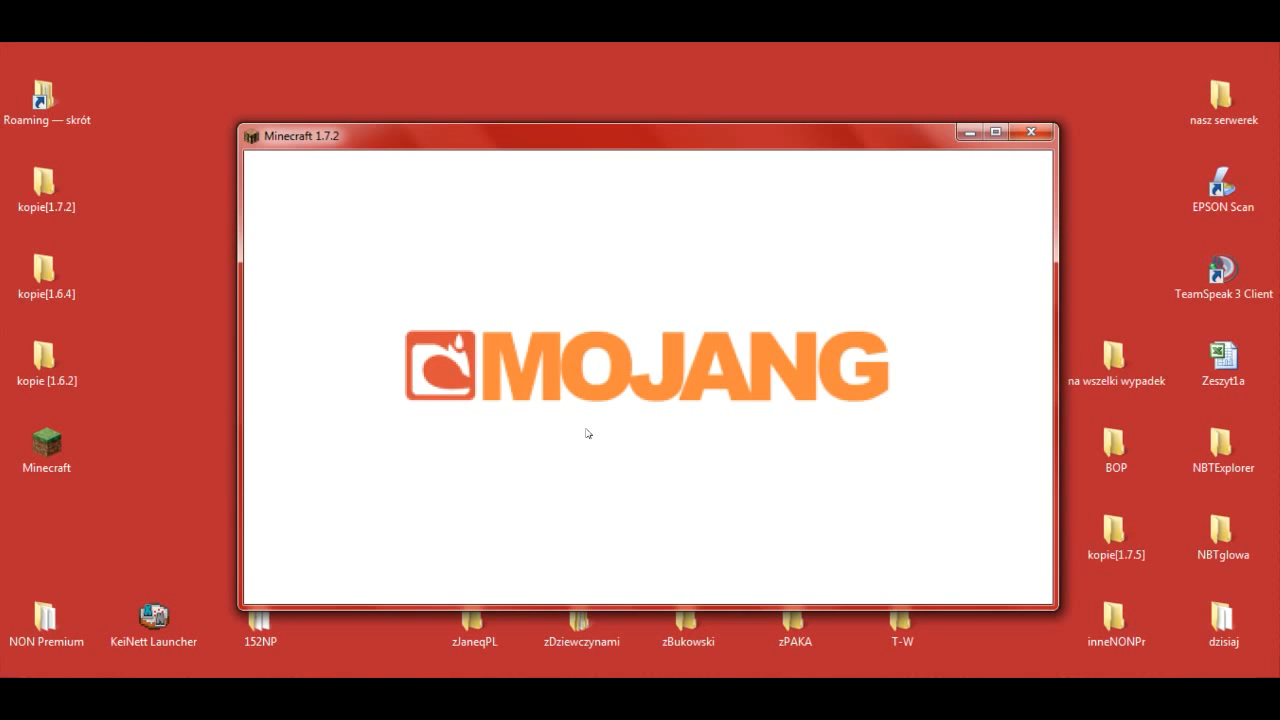 Roaming — skrót
nasz serwerek
Minecraft 1.7.2
kopie[1.7.2]
EPSON Scan
kopie[1.6.4]
TeamSpeak 3 Client
MOJANG
kopie [1.6.2]
na wszelki wypadek
Zeszyt1a
Minecraft
BOP
NBTExplorer
kopie[1.7.5]
NBTglowa
NON Premium
KeiNett Launcher
152NP
zJaneqPL
zDziewczynami
zBukowski
zPAKA
T-W
inneNONPr
dzisiaj